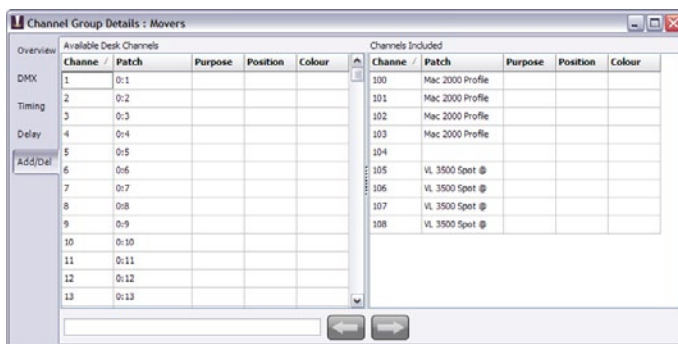 Channel Group Details : Movers
Overview
DMX
Timing
Delay
Add/Del
Available Desk Channels
Channe / Patch Purpose Position Colour
1 0:1
2 0:2
3 0:3
4 0:4
5 0:5
6 0:6
7 0:7
8 0:8
9 0:9
10 0:10
11 0:11
12 0:12
13 0:13
Channels Included
Channe / Patch Purpose Position Colour
100 Mac 2000 Profile
101 Mac 2000 Profile
102 Mac 2000 Profile
103 Mac 2000 Profile
104
105 VL 3500 Spot @
106 VL 3500 Spot @
107 VL 3500 Spot @
108 VL 3500 Spot @